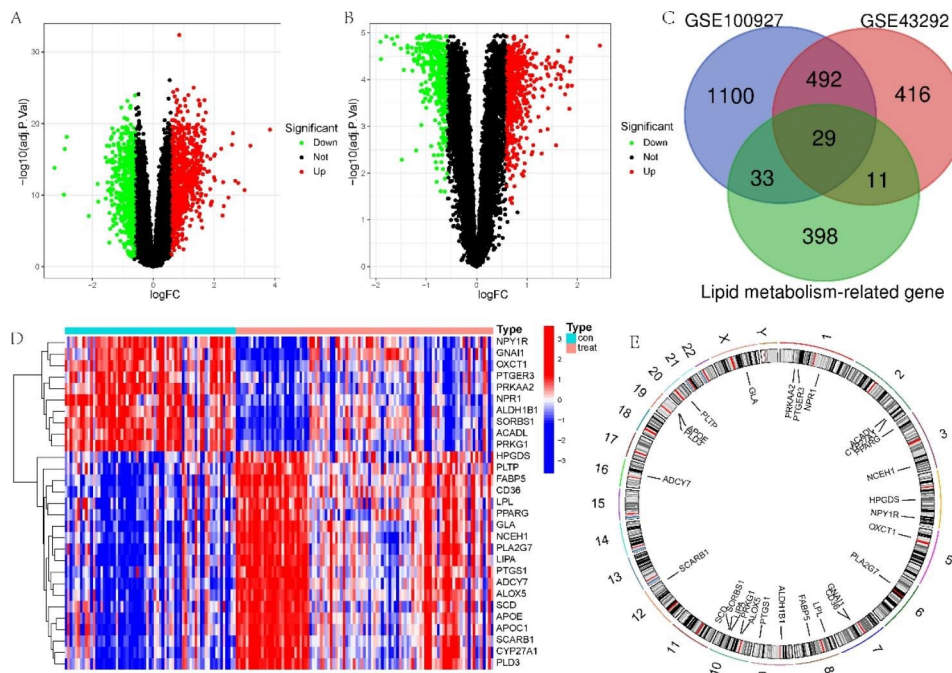 A
30
20
10
0
-2
0
2
4
-log10(adj.P.Val)
logFC
Significant
Down
Not
Up
B
5
4
3
2
1
0
-2
-1
0
1
2
-log10(adj.P.Val)
logFC
Significant
Down
Not
Up
C
GSE100927
GSE43292
1100
492
416
29
33
11
398
Lipid metabolism-related gene
D
Type
NPY1R
GNAI1
OXCT1
PTGER3
PRKAA2
NPR1
ALDH1B1
SORBS1
ACADL
PRKG1
HPGDS
PLTP
FABP5
CD36
LPL
PPARG
GLA
NCEH1
PLA2G7
LIPA
PTGS1
ADCY7
ALOX5
SCD
APOE
APOC1
SCARB1
CYP27A1
PLD3
3
2
1
0
-1
-2
-3
Type
con
treat
E
1
2
3
5
6
7
8
10
11
12
13
14
15
16
17
18
19
20
21
22
X
Y
PRKAA2
PTGER3
NPR1
ACADL
CYP27A1
PPARG
NCEH1
HPGDS
NPY1R
OXCT1
PLA2G7
GNAI1
CD36
LPL
FABP5
ALDH1B1
PTGS1
ALOX5
PRKG1
LIPA
SORBS1
SCD
SCARB1
ADCY7
PLD3
APOE
PLTP
GLA